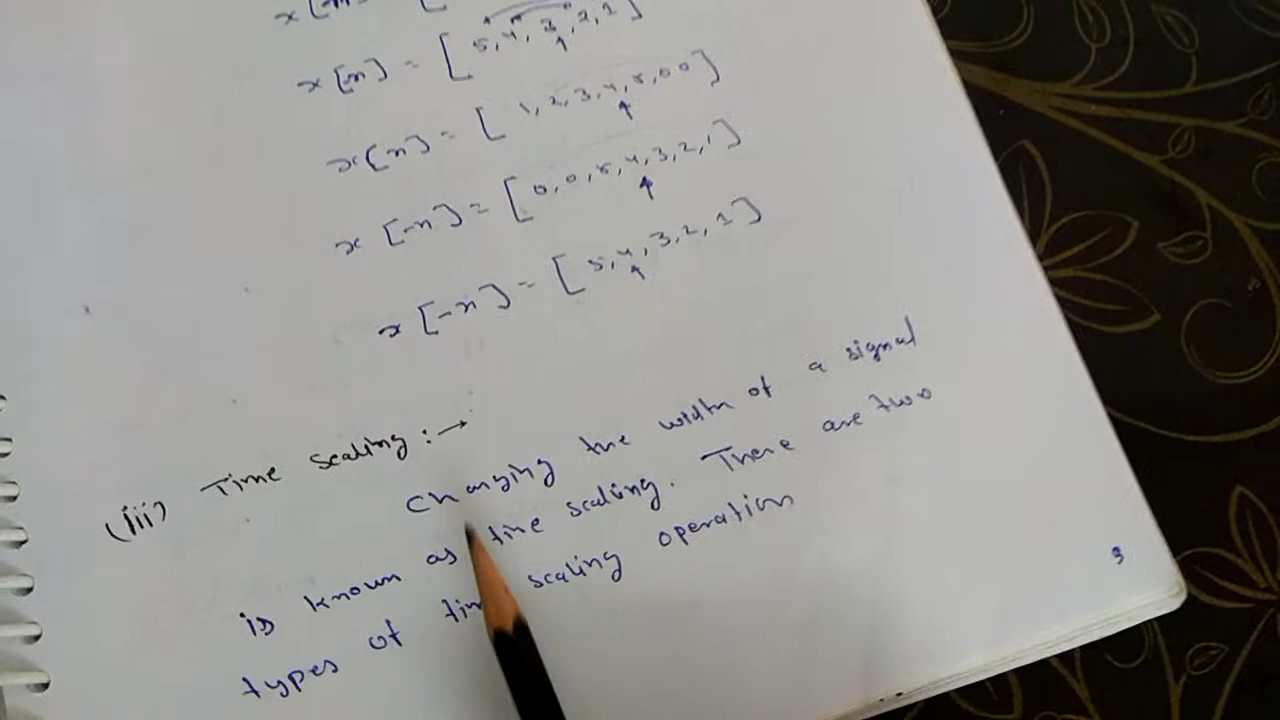 x[-n] = [
x[-n] = [5, 4, 3, 2, 1]
↑
x[n] = [1, 2, 3, 4, 5, 0 0]
↑
x[-n] = [0, 0, 5, 4, 3, 2, 1]
↑
x[-n] = [5, 4, 3, 2, 1]
↑
(iii) Time scaling :→
Changing the width of a signal
is known as time scaling. There are two
types of tim scaling operation
9